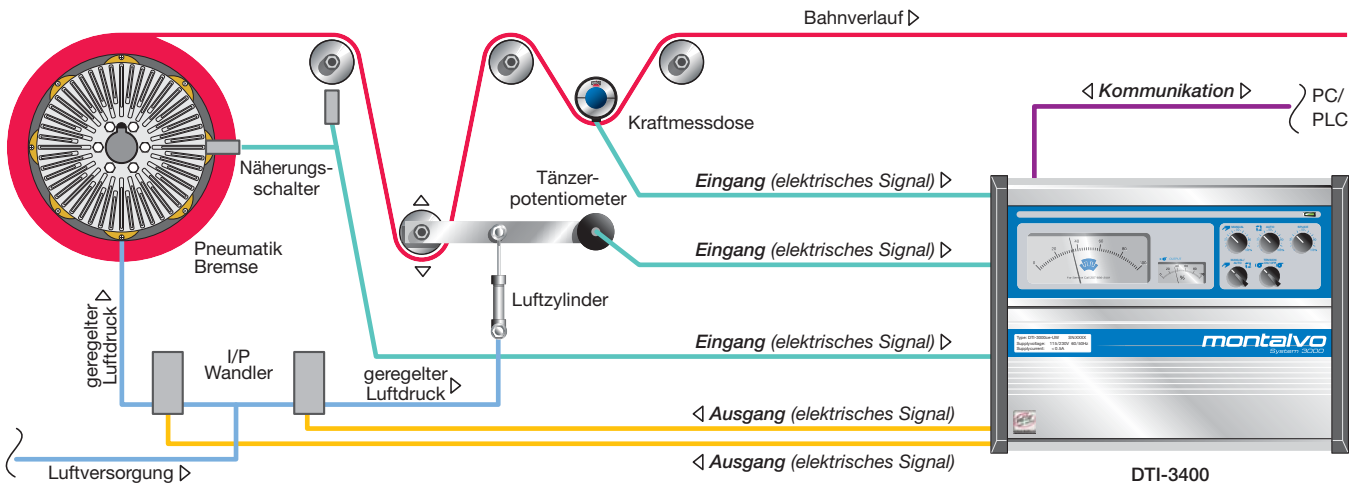 Bahnverlauf ▷
◁ Kommunikation ▷
PC/
PLC
Kraftmessdose
Näherungs-
schalter
Tänzer-
potentiometer
Eingang (elektrisches Signal) ▷
Eingang (elektrisches Signal) ▷
Pneumatik
Bremse
Luftzylinder
geregelter
Luftdruck ▷
I/P
Wandler
geregelter
Luftdruck ▷
Eingang (elektrisches Signal) ▷
montalvo
System 3000
◁ Ausgang (elektrisches Signal)
◁ Ausgang (elektrisches Signal)
Luftversorgung ▷
DTI-3400